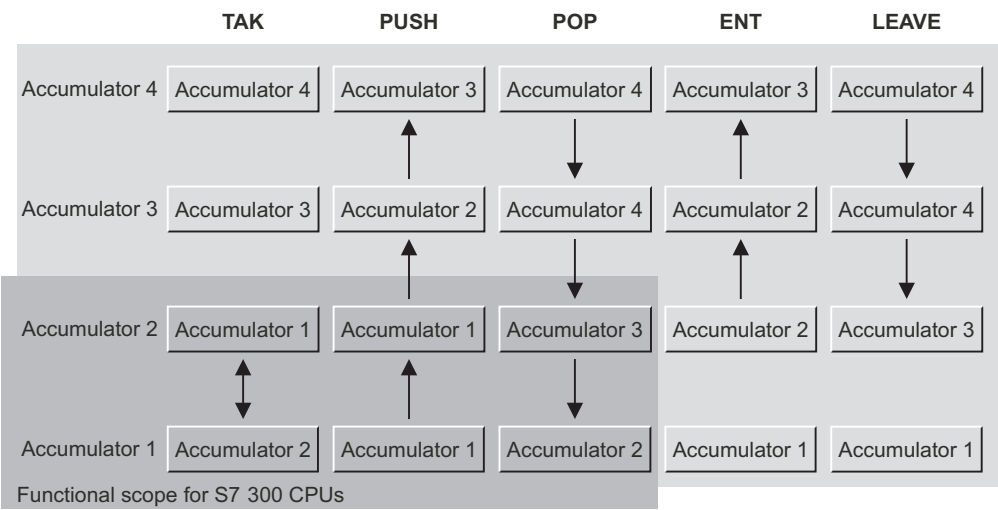 TAK PUSH POP ENT LEAVE
Accumulator 4 Accumulator 4 Accumulator 3 Accumulator 4 Accumulator 3 Accumulator 4
Accumulator 3 Accumulator 3 Accumulator 2 Accumulator 4 Accumulator 2 Accumulator 4
Accumulator 2 Accumulator 1 Accumulator 1 Accumulator 3 Accumulator 2 Accumulator 3
Accumulator 1 Accumulator 2 Accumulator 1 Accumulator 2 Accumulator 1 Accumulator 1
Functional scope for S7 300 CPUs